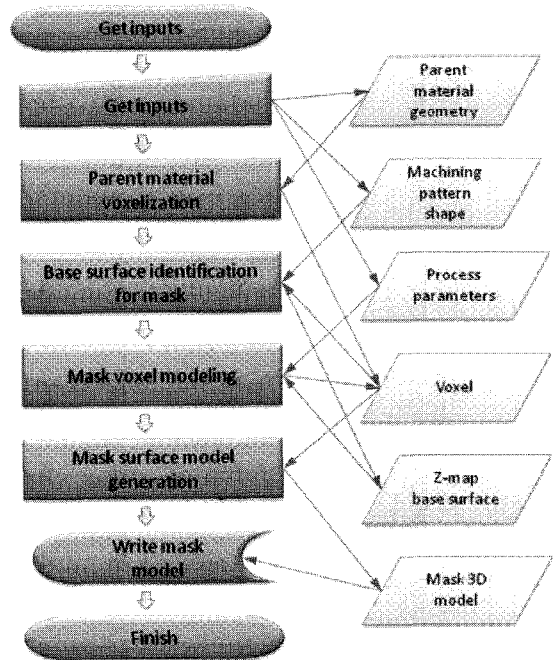 Get inputs
Get inputs
Parent material
voxelization
Base surface identification
for mask
Mask voxel modeling
Mask surface model
generation
Write mask
model
Finish
Parent
material
geometry
Machining
pattern
shape
Process
parameters
Voxel
Z-map
base surface
Mask 3D
model